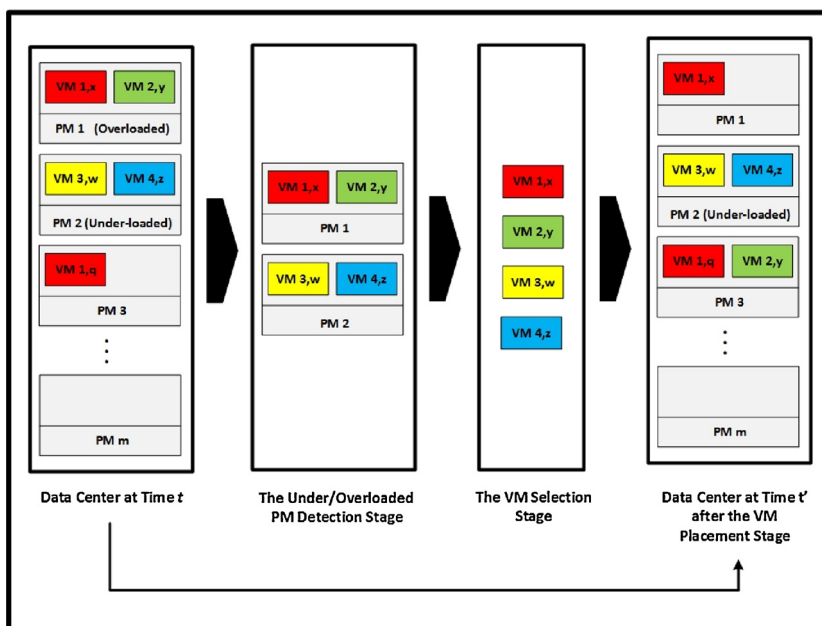 VM 1,x VM 2,y
PM 1 (Overloaded)
VM 3,w VM 4,z
PM 2 (Under-loaded)
VM 1,q
PM 3
PM m
Data Center at Time t
VM 1,x VM 2,y
PM 1
VM 3,w VM 4,z
PM 2
The Under/Overloaded
PM Detection Stage
VM 1,x
VM 2,y
VM 3,w
VM 4,z
The VM Selection
Stage
VM 1,x
PM 1
VM 3,w VM 4,z
PM 2 (Under-loaded)
VM 1,q VM 2,y
PM 3
PM m
Data Center at Time t'
after the VM
Placement Stage